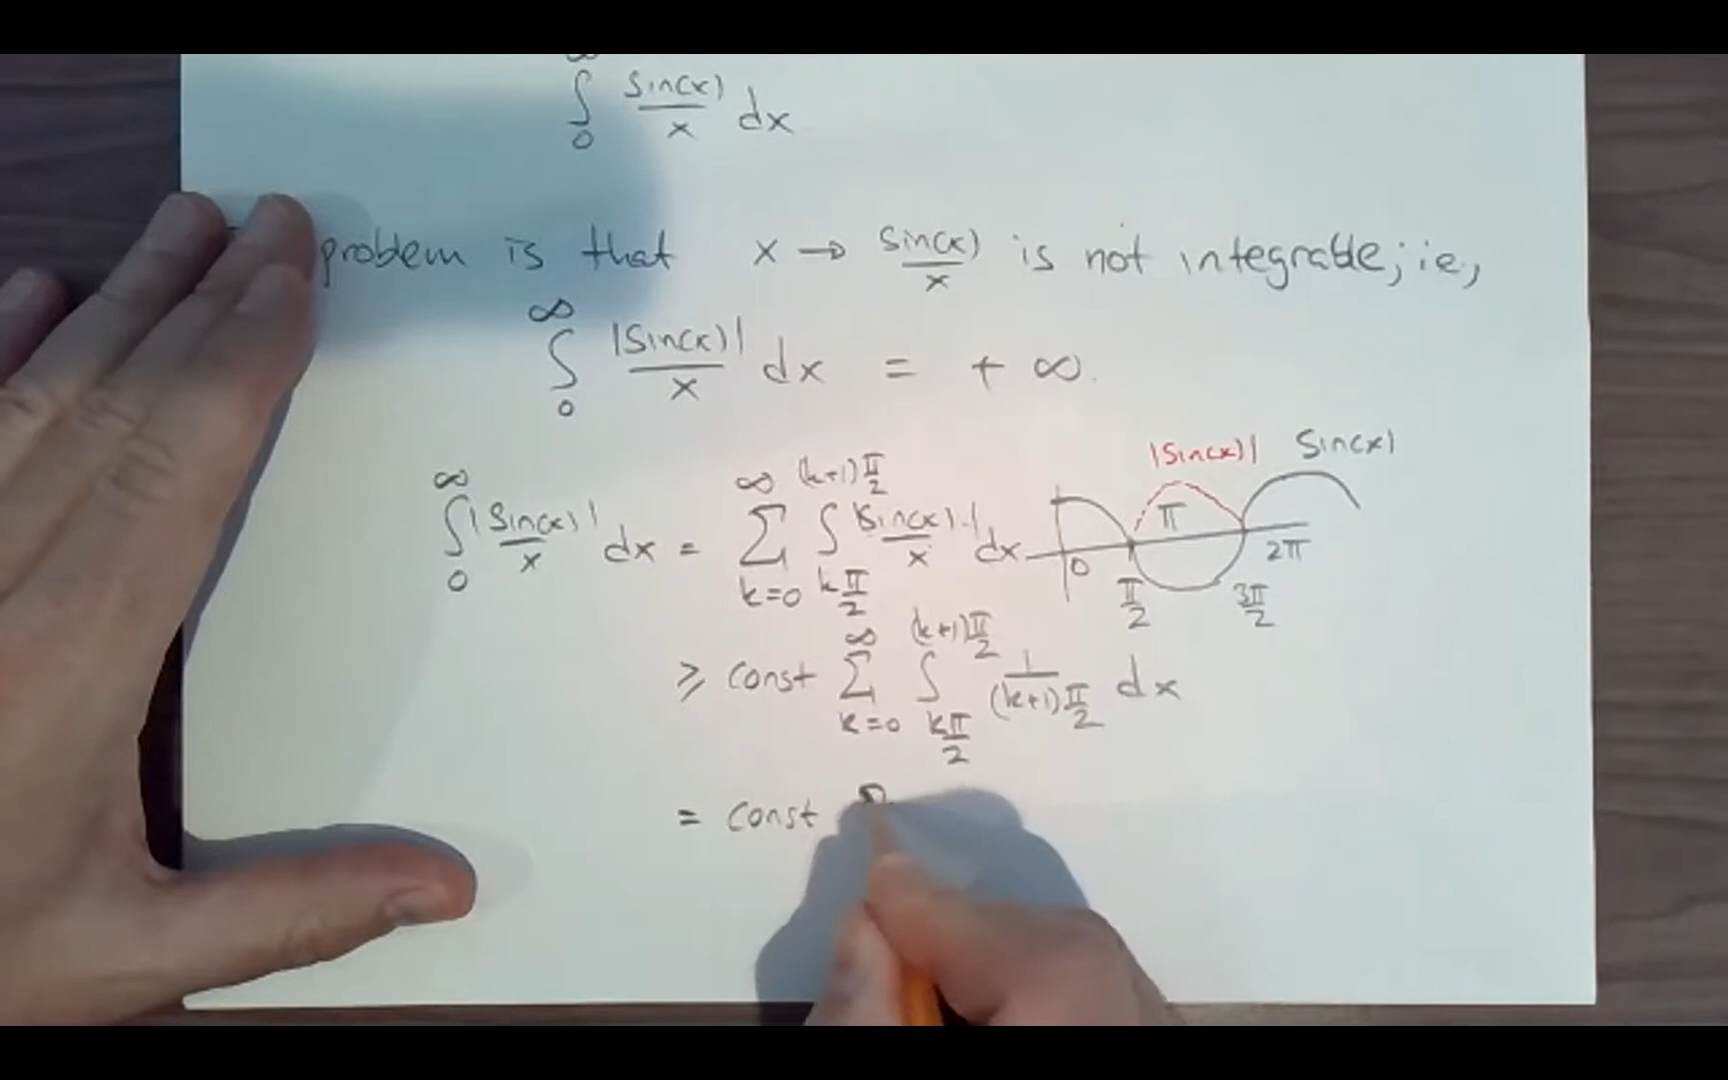 ∞
∫ sin(x)/x dx
0
problem is that x → sin(x)/x is not integrable; ie,
∞
∫ |sin(x)|/x dx = +∞.
0
|sin(x)| sin(x)
∞ ∞ (k+1)π/2
∫ |sin(x)|/x dx = Σ ∫ |sin(x)|/x dx
0 k=0 kπ/2
0 π/2 π 3π/2 2π
∞ (k+1)π/2
≥ const Σ ∫ 1/((k+1)π/2) dx
k=0 kπ/2
= const